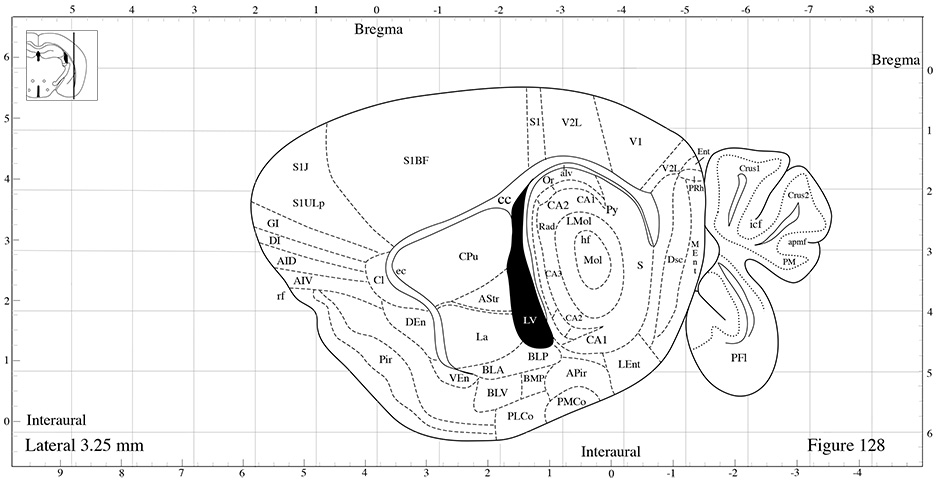 5 4 3 2 1 0 -1 -2 -3 -4 -5 -6 -7 -8
Bregma
Bregma
6
0
5
S1
V2L
1
V1
Ent
S1J
S1BF
V2L
Crus1
alv
4
Or
PRh
2
Crus2
S1ULp
cc
CA2
CA1
Py
GI
Rad
LMol
icf
3
DI
hf
apmf
3
AID
CPu
Mol
S
Dsc
MEnt
PM
ec
CA3
AIV
Cl
rf
AStr
2
DEn
LV
CA2
4
La
CA1
Pir
BLP
PFl
1
BLA
LEnt
5
VEn
BMP
APir
BLV
PMCo
PLCo
0
Interaural
6
Lateral 3.25 mm
Interaural
Figure 128
9 8 7 6 5 4 3 2 1 0 -1 -2 -3 -4